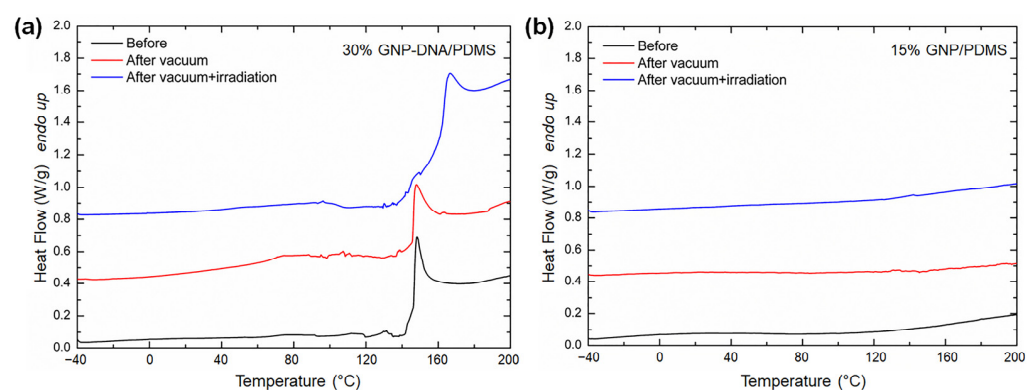 (a)
30% GNP-DNA/PDMS
Before
After vacuum
After vacuum+irradiation
Heat Flow (W/g) endo up
2.0
1.8
1.6
1.4
1.2
1.0
0.8
0.6
0.4
0.2
0.0
−40 0 40 80 120 160 200
Temperature (°C)
(b)
15% GNP/PDMS
Before
After vacuum
After vacuum+irradiation
Heat Flow (W/g) endo up
2.0
1.8
1.6
1.4
1.2
1.0
0.8
0.6
0.4
0.2
0.0
−40 0 40 80 120 160 200
Temperature (°C)